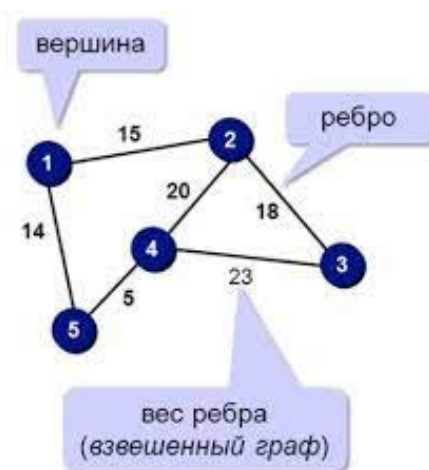 вершина
15
2
ребро
1
20
18
14
4
3
23
5
5
вес ребра
(взвешенный граф)